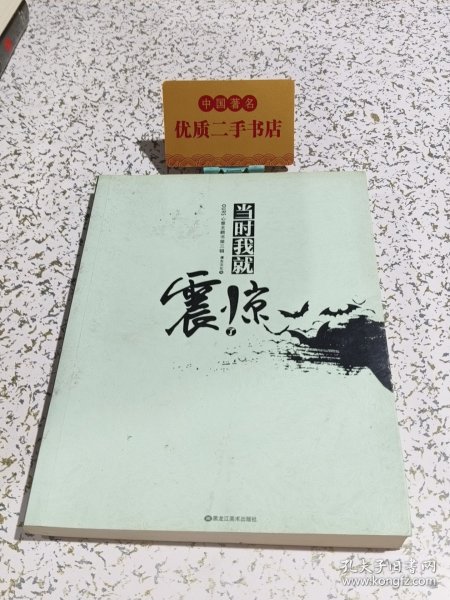 中国著名
优质二手书店
当时我就
震惊了
黑龙江美术出版社
孔夫子旧书网
www.kongfz.com